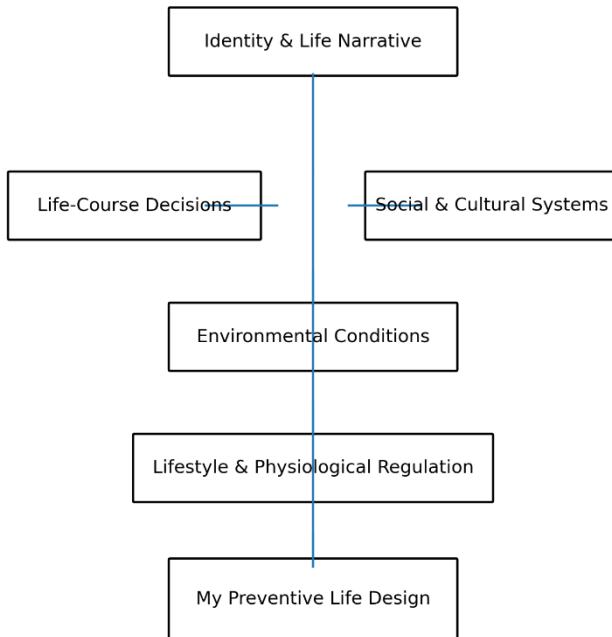 Identity & Life Narrative
Life-Course Decisions
Social & Cultural Systems
Environmental Conditions
Lifestyle & Physiological Regulation
My Preventive Life Design